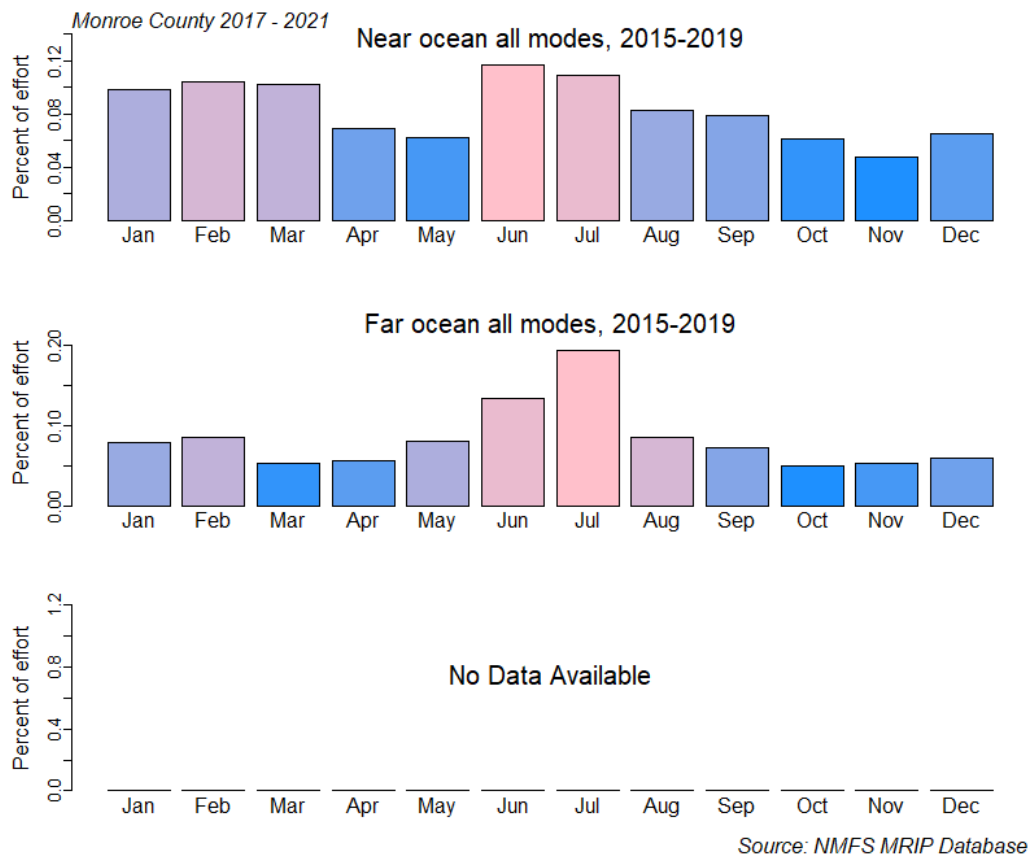 Monroe County 2017 - 2021
Near ocean all modes, 2015-2019
Percent of effort
0.12
0.08
0.04
0.00
Jan Feb Mar Apr May Jun Jul Aug Sep Oct Nov Dec
Far ocean all modes, 2015-2019
Percent of effort
0.20
0.10
0.00
Jan Feb Mar Apr May Jun Jul Aug Sep Oct Nov Dec
Percent of effort
1.2
0.8
0.4
0.0
No Data Available
Jan Feb Mar Apr May Jun Jul Aug Sep Oct Nov Dec
Source: NMFS MRIP Database